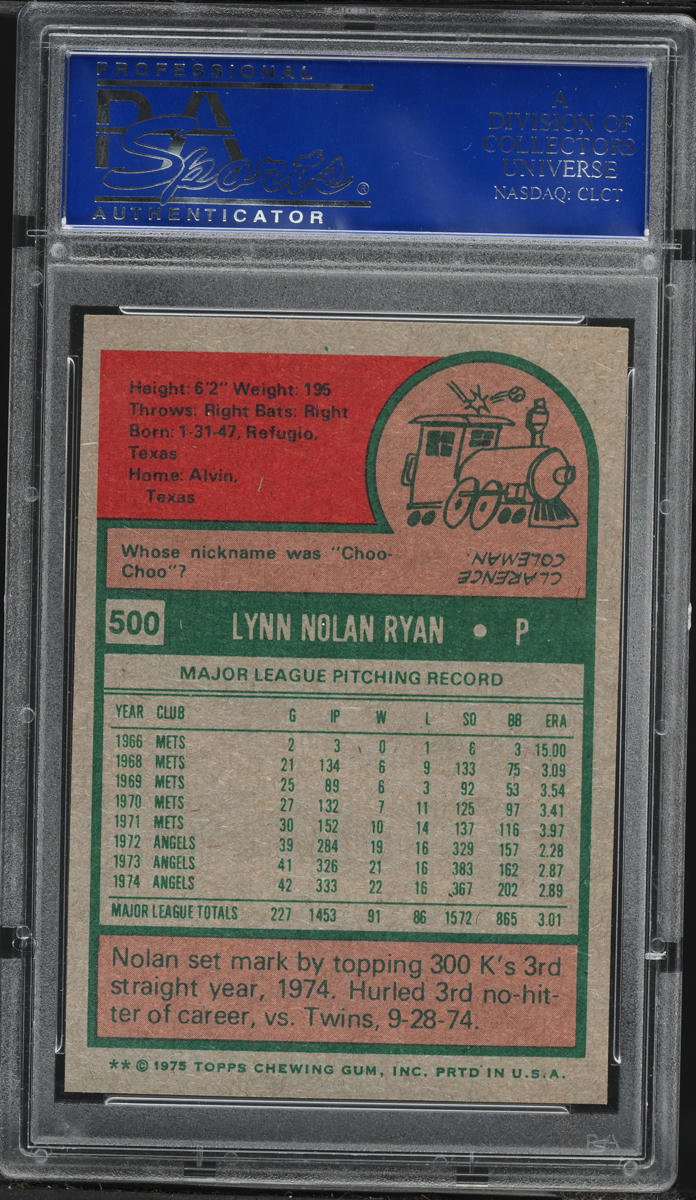 PROFESSIONAL
PSA
Sports®
AUTHENTICATOR
A
DIVISION OF
COLLECTORS
UNIVERSE
NASDAQ: CLCT
Height: 6'2" Weight: 195
Throws: Right Bats: Right
Born: 1-31-47, Refugio,
Texas
Home: Alvin,
Texas
Whose nickname was "Choo-
Choo"?
CLARENCE
COLEMAN.
500 LYNN NOLAN RYAN • P
MAJOR LEAGUE PITCHING RECORD
YEAR CLUB G IP W L SO BB ERA
1966 METS 2 3 0 1 6 3 15.00
1968 METS 21 134 6 9 133 75 3.09
1969 METS 25 89 6 3 92 53 3.54
1970 METS 27 132 7 11 125 97 3.41
1971 METS 30 152 10 14 137 116 3.97
1972 ANGELS 39 284 19 16 329 157 2.28
1973 ANGELS 41 326 21 16 383 162 2.87
1974 ANGELS 42 333 22 16 367 202 2.89
MAJOR LEAGUE TOTALS 227 1453 91 86 1572 865 3.01
Nolan set mark by topping 300 K's 3rd
straight year, 1974. Hurled 3rd no-hit-
ter of career, vs. Twins, 9-28-74.
** © 1975 TOPPS CHEWING GUM, INC. PRTD IN U.S.A.
PSA